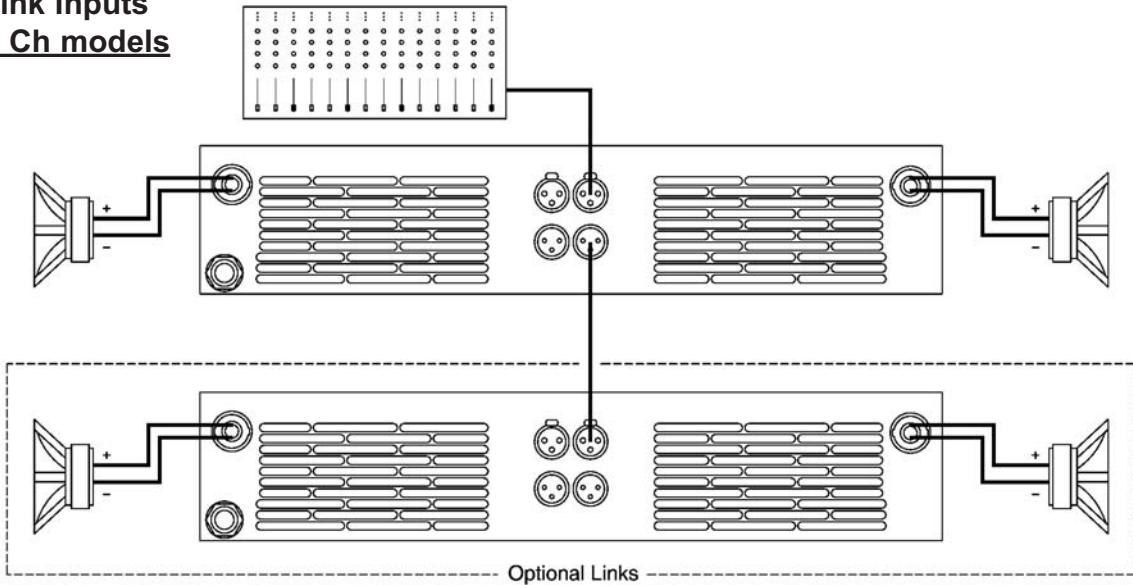 ink Inputs
Ch models
+
+
–
–
+
+
–
–
Optional Links